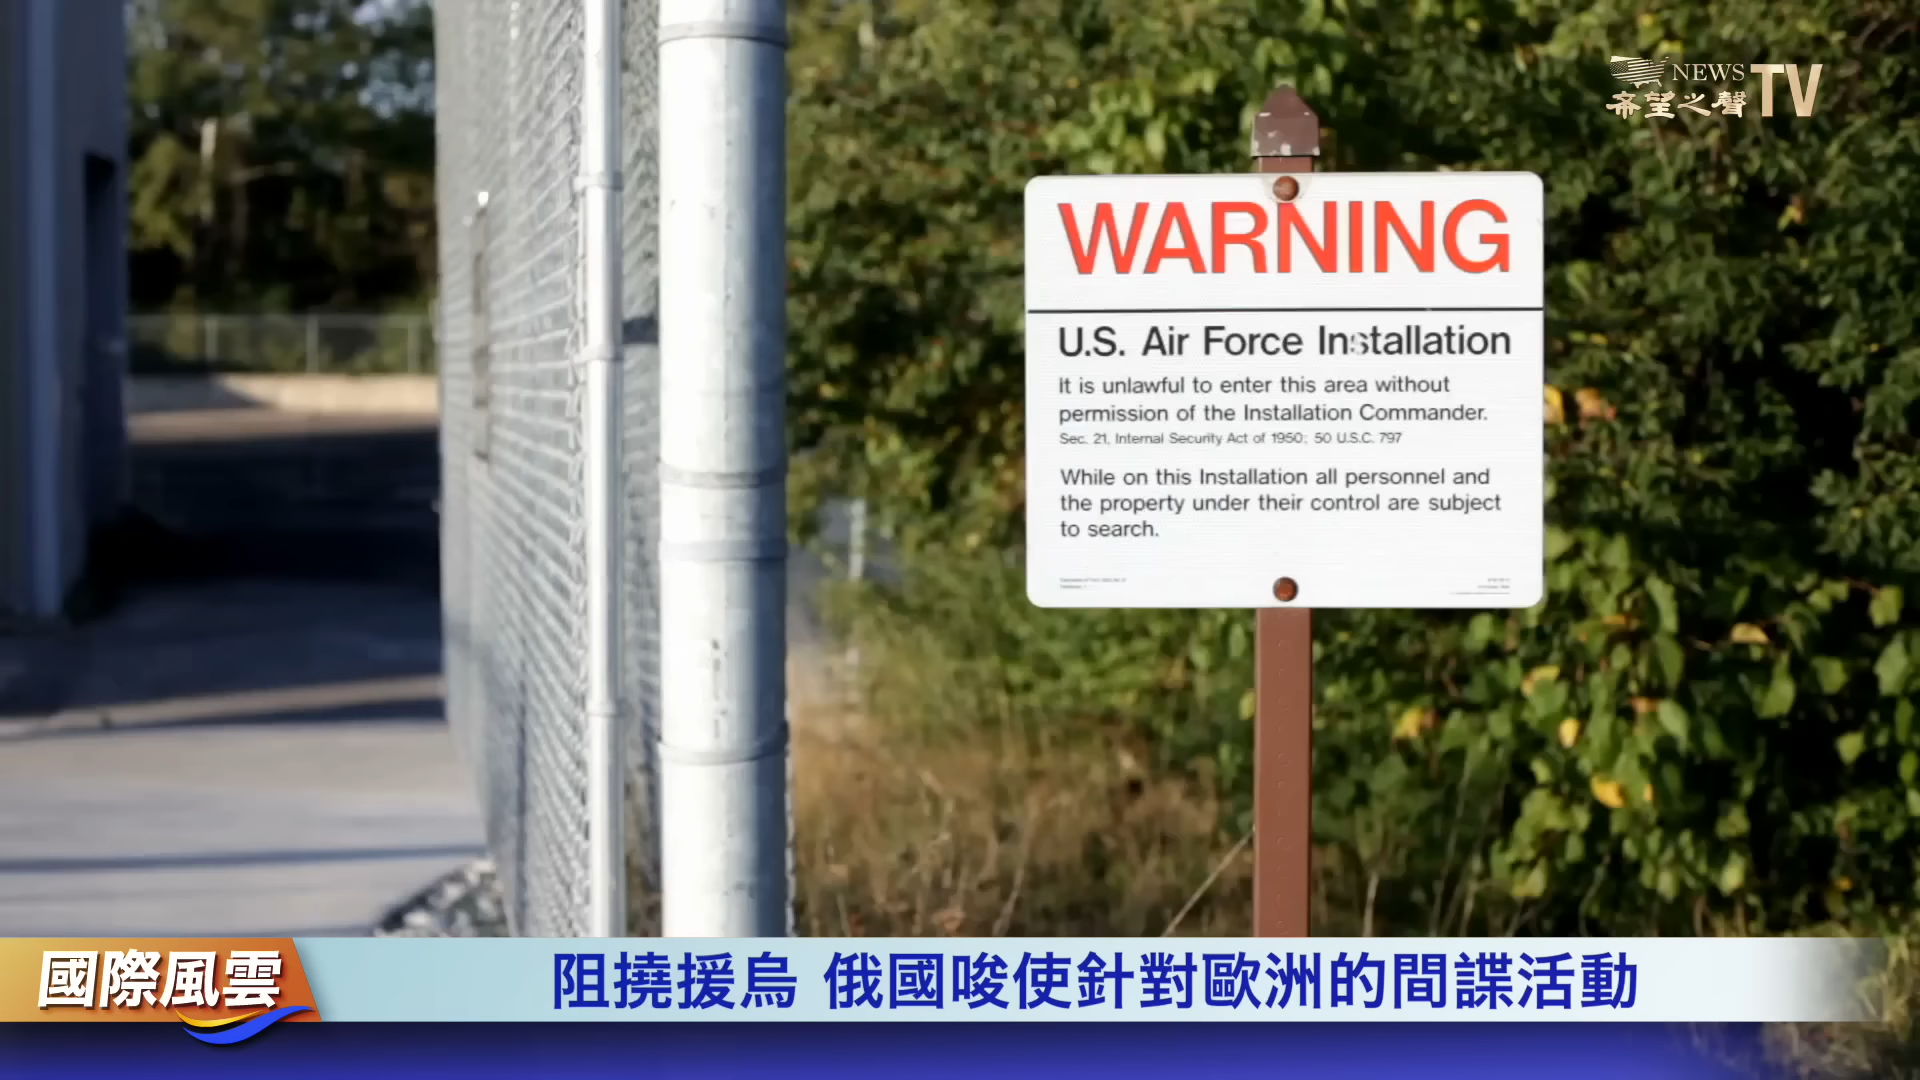 NEWS
希望之聲TV
WARNING
U.S. Air Force Installation
It is unlawful to enter this area without
permission of the Installation Commander.
Sec. 21, Internal Security Act of 1950; 50 U.S.C. 797
While on this Installation all personnel and
the property under their control are subject
to search.
國際風雲
阻撓援烏 俄國唆使針對歐洲的間諜活動